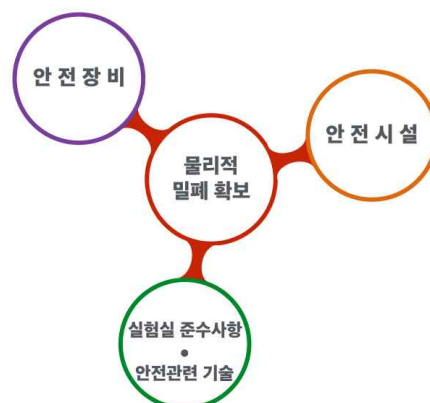 안 전 장 비
안 전 시 설
물리적
밀폐 확보
실험실 준수사항
•
안전관련 기술